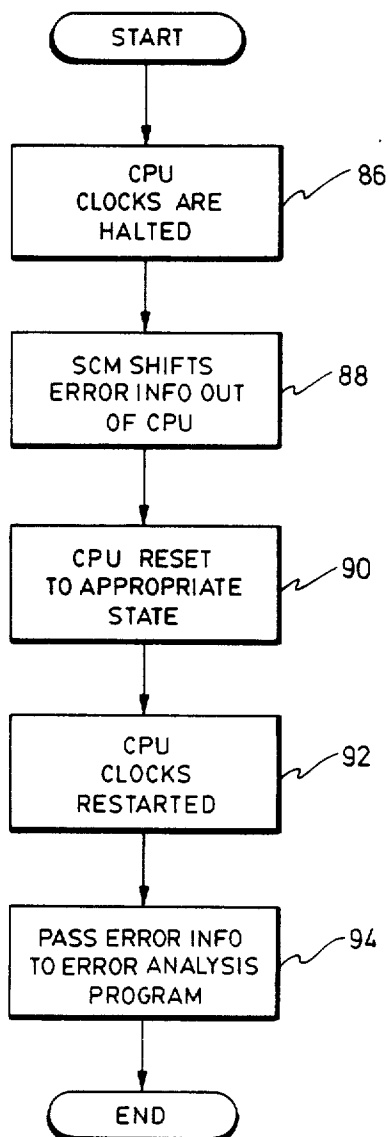 START
CPU
CLOCKS ARE
HALTED
86
SCM SHIFTS
ERROR INFO OUT
OF CPU
88
CPU RESET
TO APPROPRIATE
STATE
90
CPU
CLOCKS
RESTARTED
92
PASS ERROR INFO
TO ERROR ANALYSIS
PROGRAM
94
END